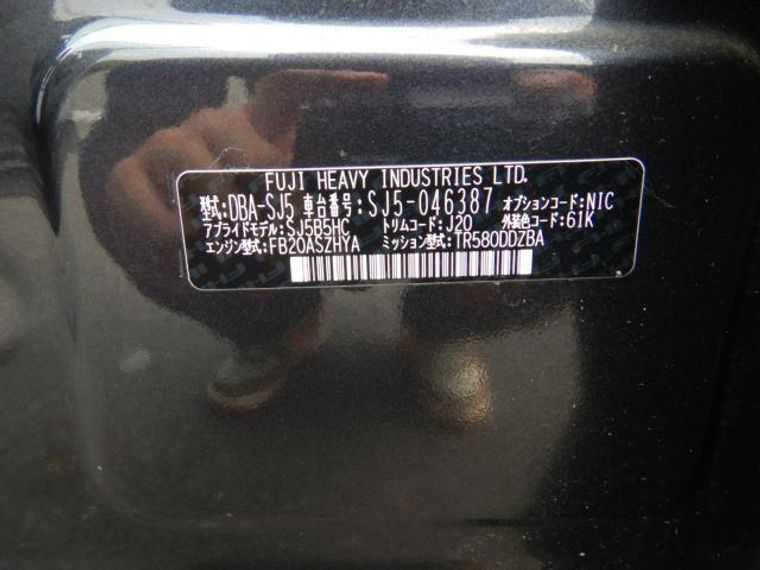 FUJI HEAVY INDUSTRIES LTD.
型式:DBA-SJ5 車台番号:SJ5-046387 オプションコード:NIC
アプライドモデル:SJ5B5HC トリムコード:J20 外装色コード:61K
エンジン型式:FB20ASZHYA ミッション型式:TR580DDZBA